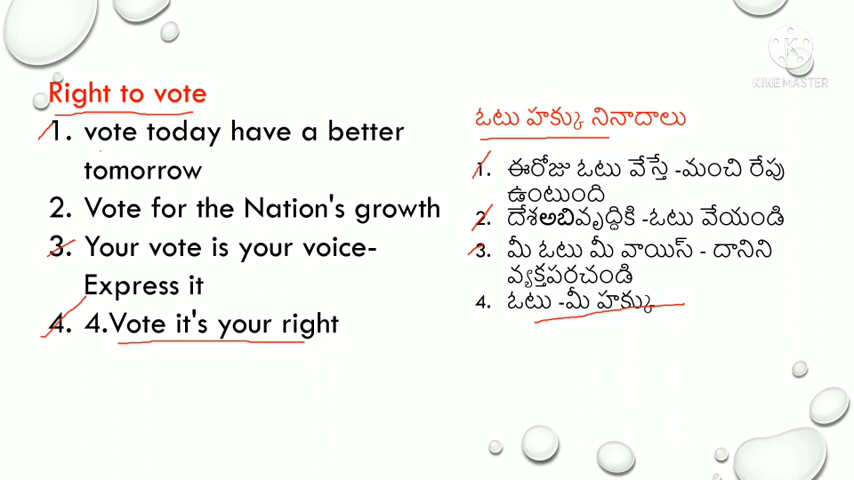 KINEMASTER
Right to vote
1. vote today have a better
tomorrow
2. Vote for the Nation's growth
3. Your vote is your voice-
Express it
4. 4.Vote it's your right
ఓటు హక్కు నినాదాలు
1. ఈరోజు ఓటు వేస్తే -మంచి రేపు
ఉంటుంది
2. దేశఅబివృద్ధికి -ఓటు వేయండి
3. మీ ఓటు మీ వాయిస్ - దానిని
వ్యక్తపరచండి
4. ఓటు -మీ హక్కు